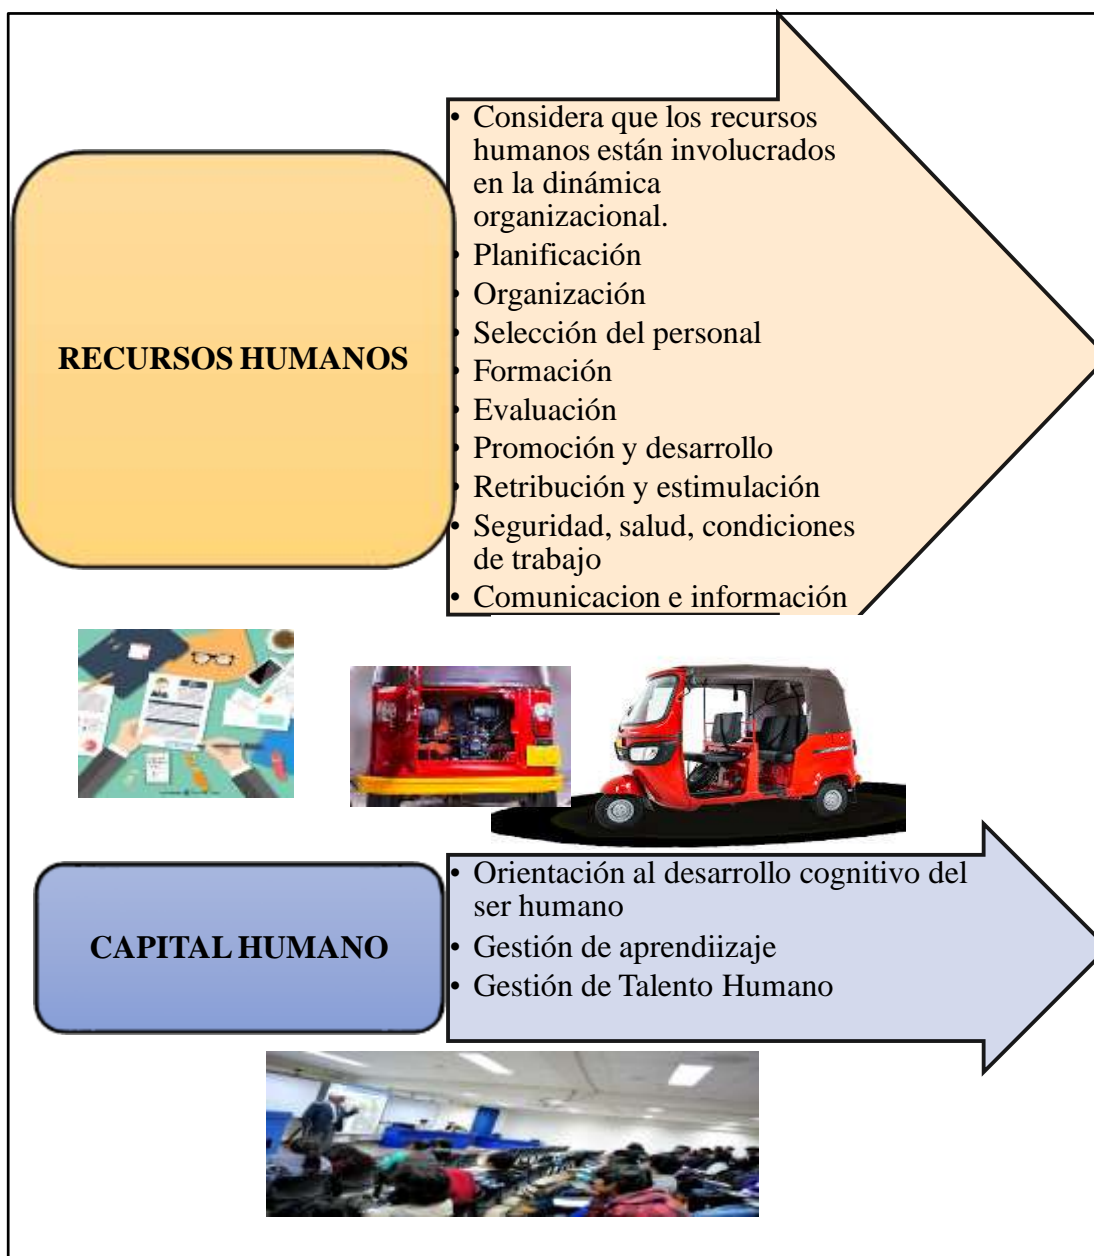 • Considera que los recursos
humanos están involucrados
en la dinámica
organizacional.
• Planificación
• Organización
• Selección del personal
• Formación
• Evaluación
• Promoción y desarrollo
• Retribución y estimulación
• Seguridad, salud, condiciones
de trabajo
• Comunicacion e información
RECURSOS HUMANOS
• Orientación al desarrollo cognitivo del
ser humano
• Gestión de aprendiizaje
• Gestión de Talento Humano
CAPITAL HUMANO